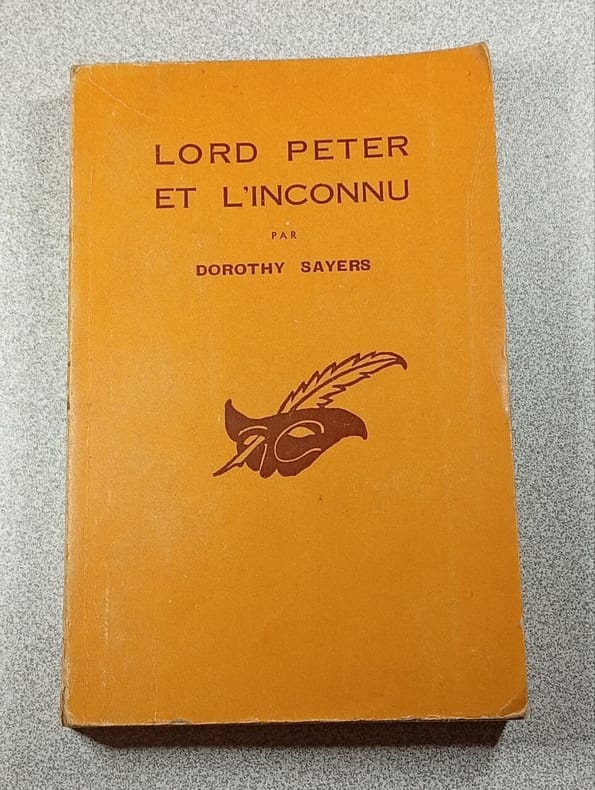 LORD PETER
ET L'INCONNU
PAR
DOROTHY SAYERS